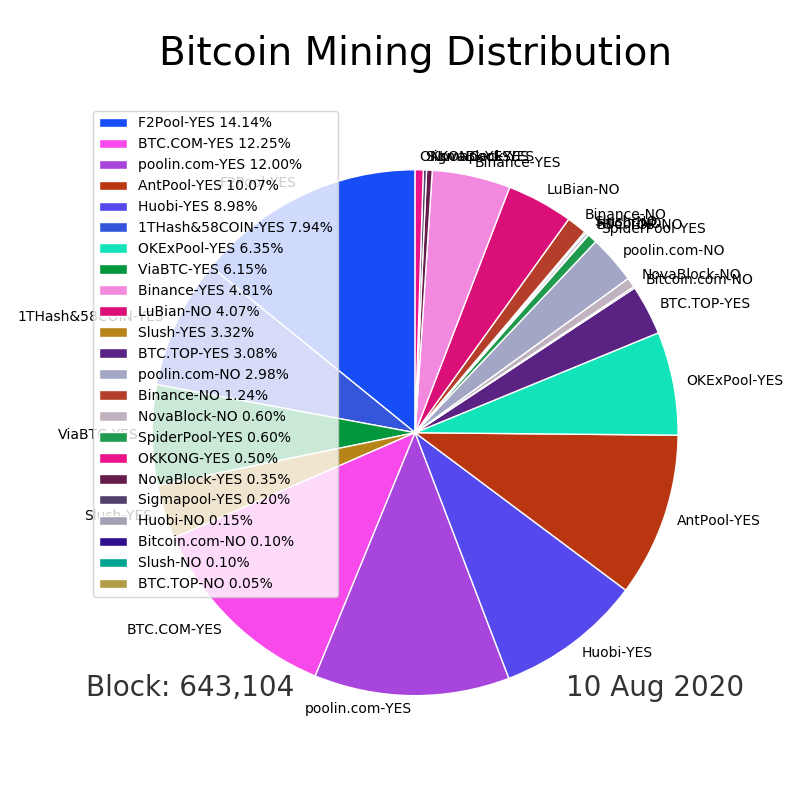 Bitcoin Mining Distribution
F2Pool-YES 14.14%
BTC.COM-YES 12.25%
poolin.com-YES 12.00%
AntPool-YES 10.07%
Huobi-YES 8.98%
1THash&58COIN-YES 7.94%
OKExPool-YES 6.35%
ViaBTC-YES 6.15%
Binance-YES 4.81%
LuBian-NO 4.07%
Slush-YES 3.32%
BTC.TOP-YES 3.08%
poolin.com-NO 2.98%
Binance-NO 1.24%
NovaBlock-NO 0.60%
SpiderPool-YES 0.60%
OKKONG-YES 0.50%
NovaBlock-YES 0.35%
Sigmapool-YES 0.20%
Huobi-NO 0.15%
Bitcoin.com-NO 0.10%
Slush-NO 0.10%
BTC.TOP-NO 0.05%
F2Pool-YES
1THash&58COIN-YES
ViaBTC-YES
Slush-YES
BTC.COM-YES
poolin.com-YES
Huobi-YES
AntPool-YES
OKExPool-YES
BTC.TOP-YES
Bitcoin.com-NO
NovaBlock-NO
poolin.com-NO
SpiderPool-YES
Binance-NO
LuBian-NO
Binance-YES
Block: 643,104
10 Aug 2020